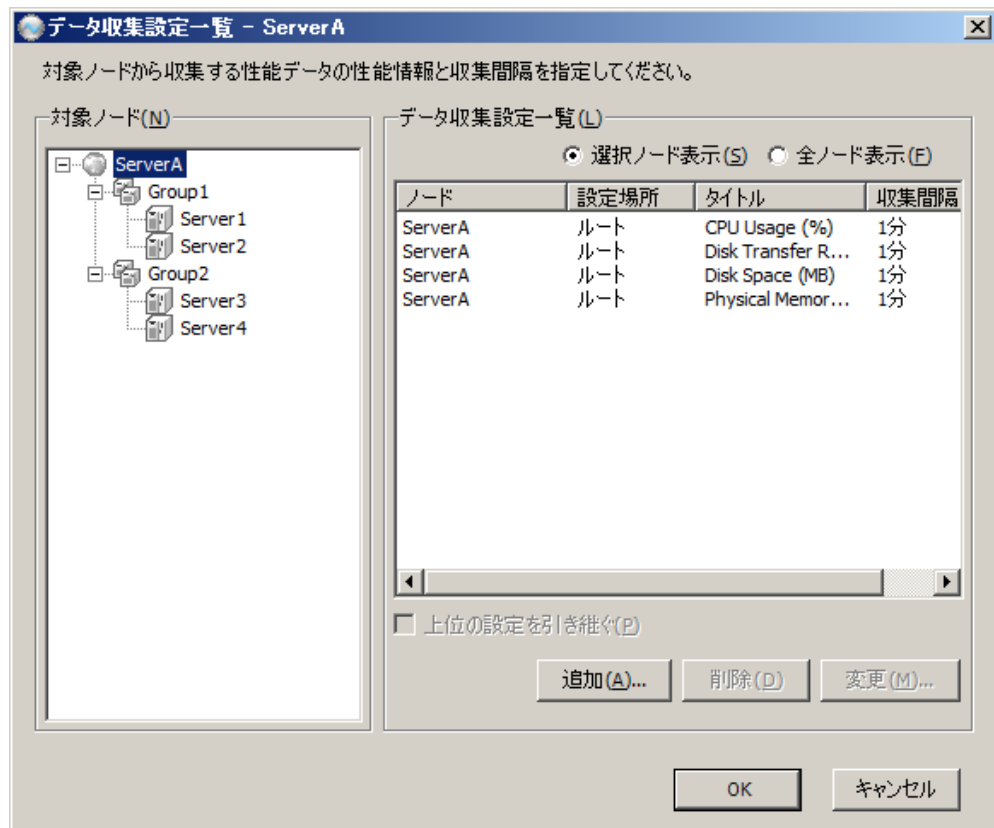 データ収集設定一覧 - ServerA
対象ノードから収集する性能データの性能情報と収集間隔を指定してください。
対象ノード(N)
ServerA
Group1
Server1
Server2
Group2
Server3
Server4
データ収集設定一覧(L)
選択ノード表示(S) 全ノード表示(F)
ノード 設定場所 タイトル 収集間隔
ServerA ルート CPU Usage (%) 1分
ServerA ルート Disk Transfer R... 1分
ServerA ルート Disk Space (MB) 1分
ServerA ルート Physical Memor... 1分
上位の設定を引き継ぐ(P)
追加(A)... 削除(D) 変更(M)...
OK キャンセル